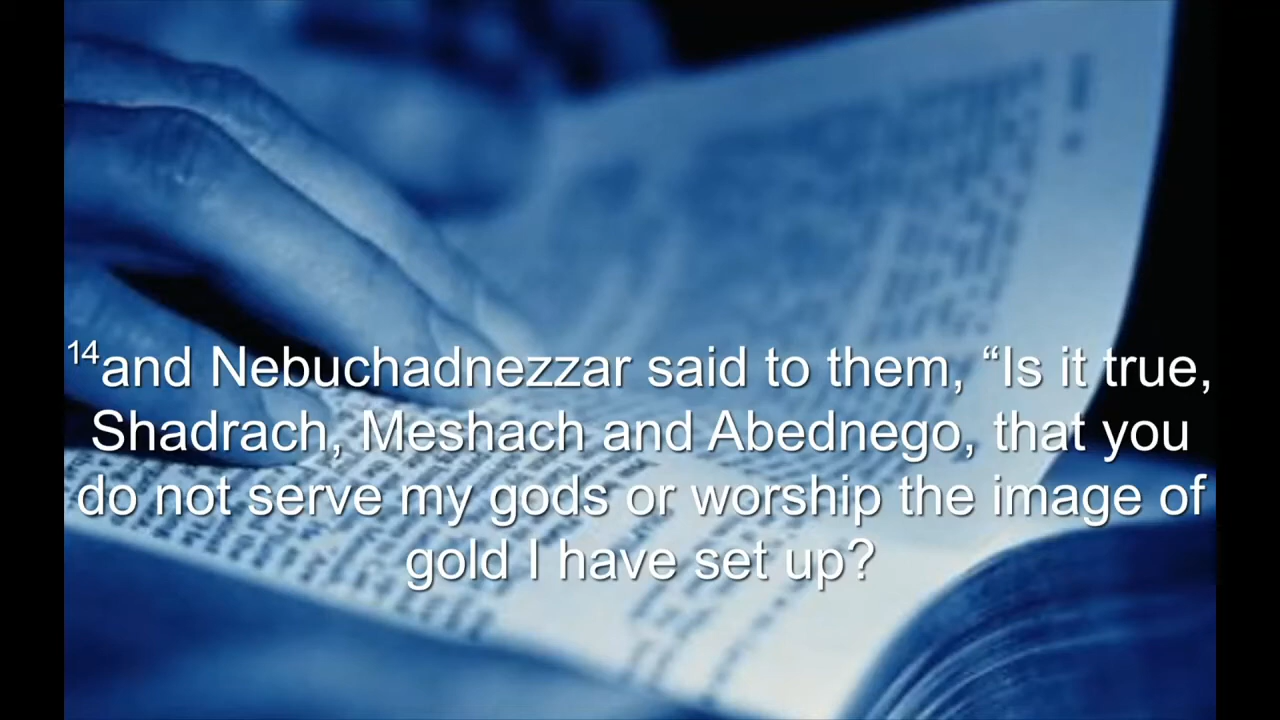 ¹⁴and Nebuchadnezzar said to them, “Is it true,
Shadrach, Meshach and Abednego, that you
do not serve my gods or worship the image of
gold I have set up?